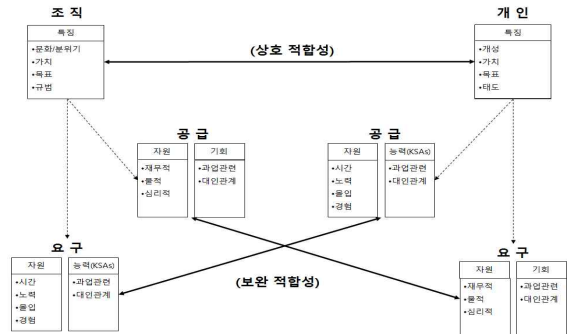 조 직
개 인
특징
•문화/분위기
•가치
•목표
•규범
(상호 적합성)
특징
•개성
•가치
•목표
•태도
공 급
자원
•재무적
•물적
•심리적
기회
•과업관련
•대인관계
공 급
자원
•시간
•노력
•몰입
•경험
능력(KSAs)
•과업관련
•대인관계
요 구
자원
•시간
•노력
•몰입
•경험
능력(KSAs)
•과업관련
•대인관계
(보완 적합성)
요 구
자원
•재무적
•물적
•심리적
기회
•과업관련
•대인관계